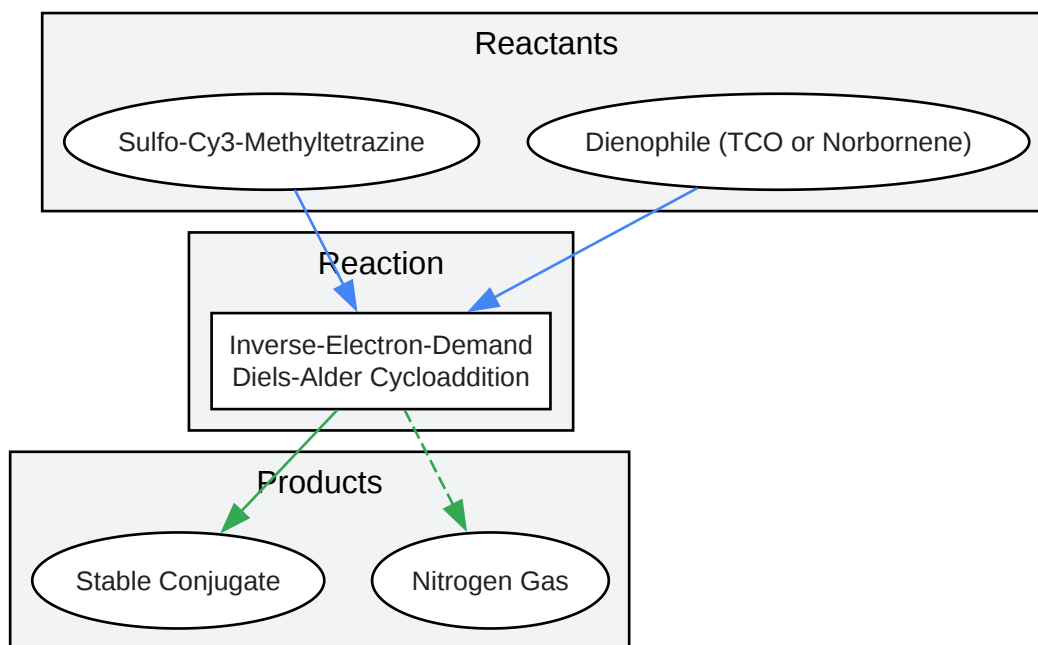 Reactants
Sulfo-Cy3-Methyltetrazine
Dienophile (TCO or Norbornene)
Reaction
Inverse-Electron-Demand
Diels-Alder Cycloaddition
Products
Stable Conjugate
Nitrogen Gas